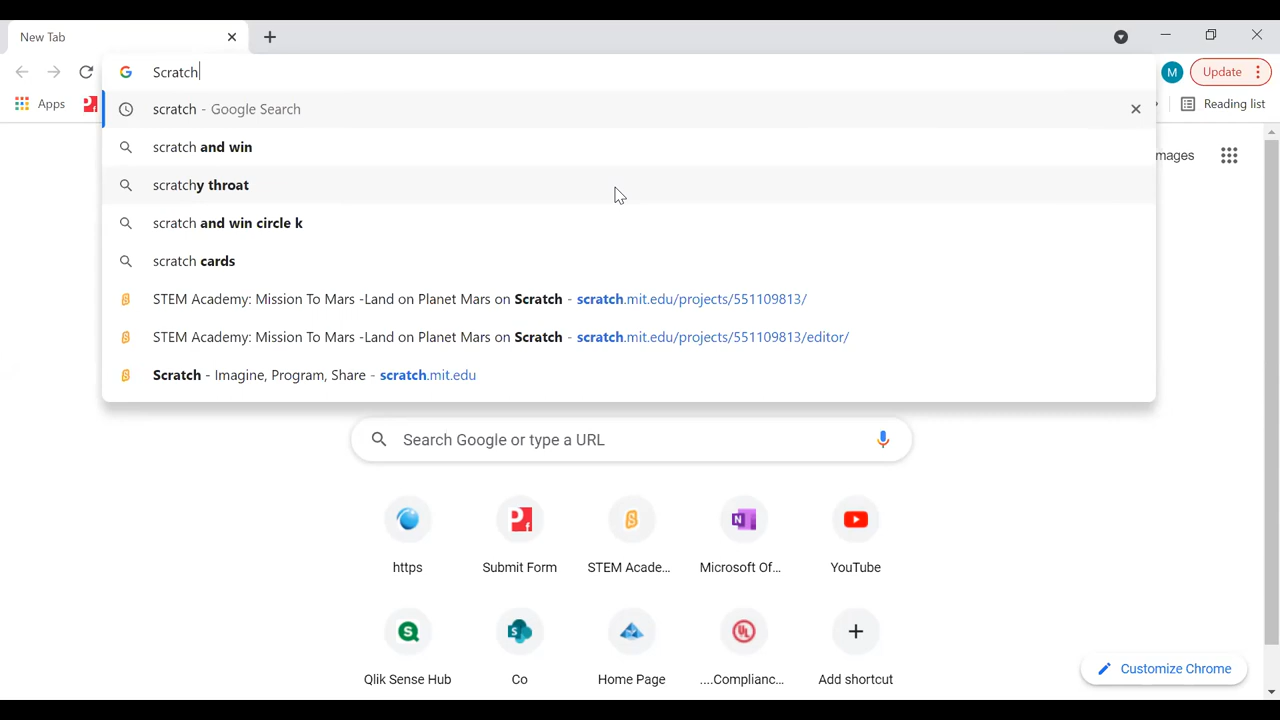 New Tab
Scratch
M
Update
Apps
scratch - Google Search
Reading list
scratch and win
mages
scratchy throat
scratch and win circle k
scratch cards
STEM Academy: Mission To Mars -Land on Planet Mars on Scratch - scratch.mit.edu/projects/551109813/
STEM Academy: Mission To Mars -Land on Planet Mars on Scratch - scratch.mit.edu/projects/551109813/editor/
Scratch - Imagine, Program, Share - scratch.mit.edu
Search Google or type a URL
https
Submit Form
STEM Acade...
Microsoft Of...
YouTube
Qlik Sense Hub
Co
Home Page
....Complianc...
Add shortcut
Customize Chrome